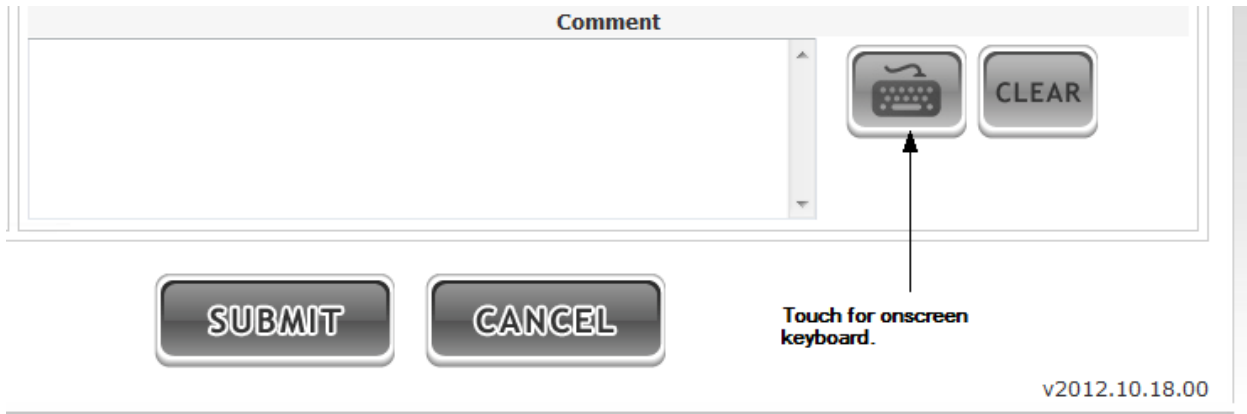 Comment
CLEAR
SUBMIT
CANCEL
Touch for onscreen
keyboard.
v2012.10.18.00